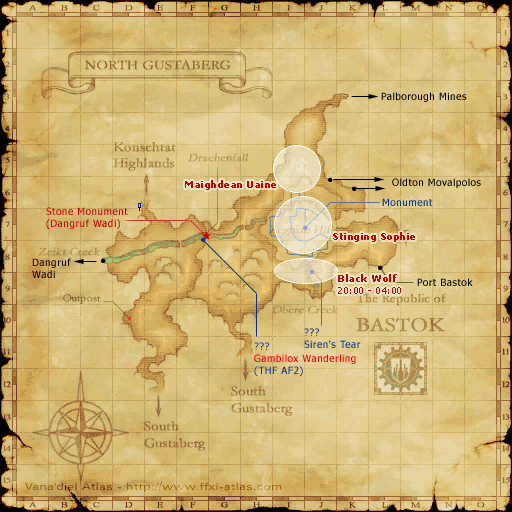 A B C D E F G H I J K L M N O
NORTH GUSTABERG
Palborough Mines
Konschtat
Highlands
Drachenfall
Maighdean Uaine
Oldton Movalpolos
Monument
Stone Monument
(Dangruf Wadi)
Stinging Sophie
Zeikt Creek
Dangruf
Wadi
Black Wolf
20:00 - 04:00
Port Bastok
Outpost
The Republic of
BASTOK
Obere Creek
???
Siren's Tear
???
Gambilox Wanderling
(THF AF2)
South
Gustaberg
South
Gustaberg
Vana'diel Atlas - http://www.ffxi-atlas.com
1
2
3
4
5
6
7
8
9
10
11
12
13
14
15